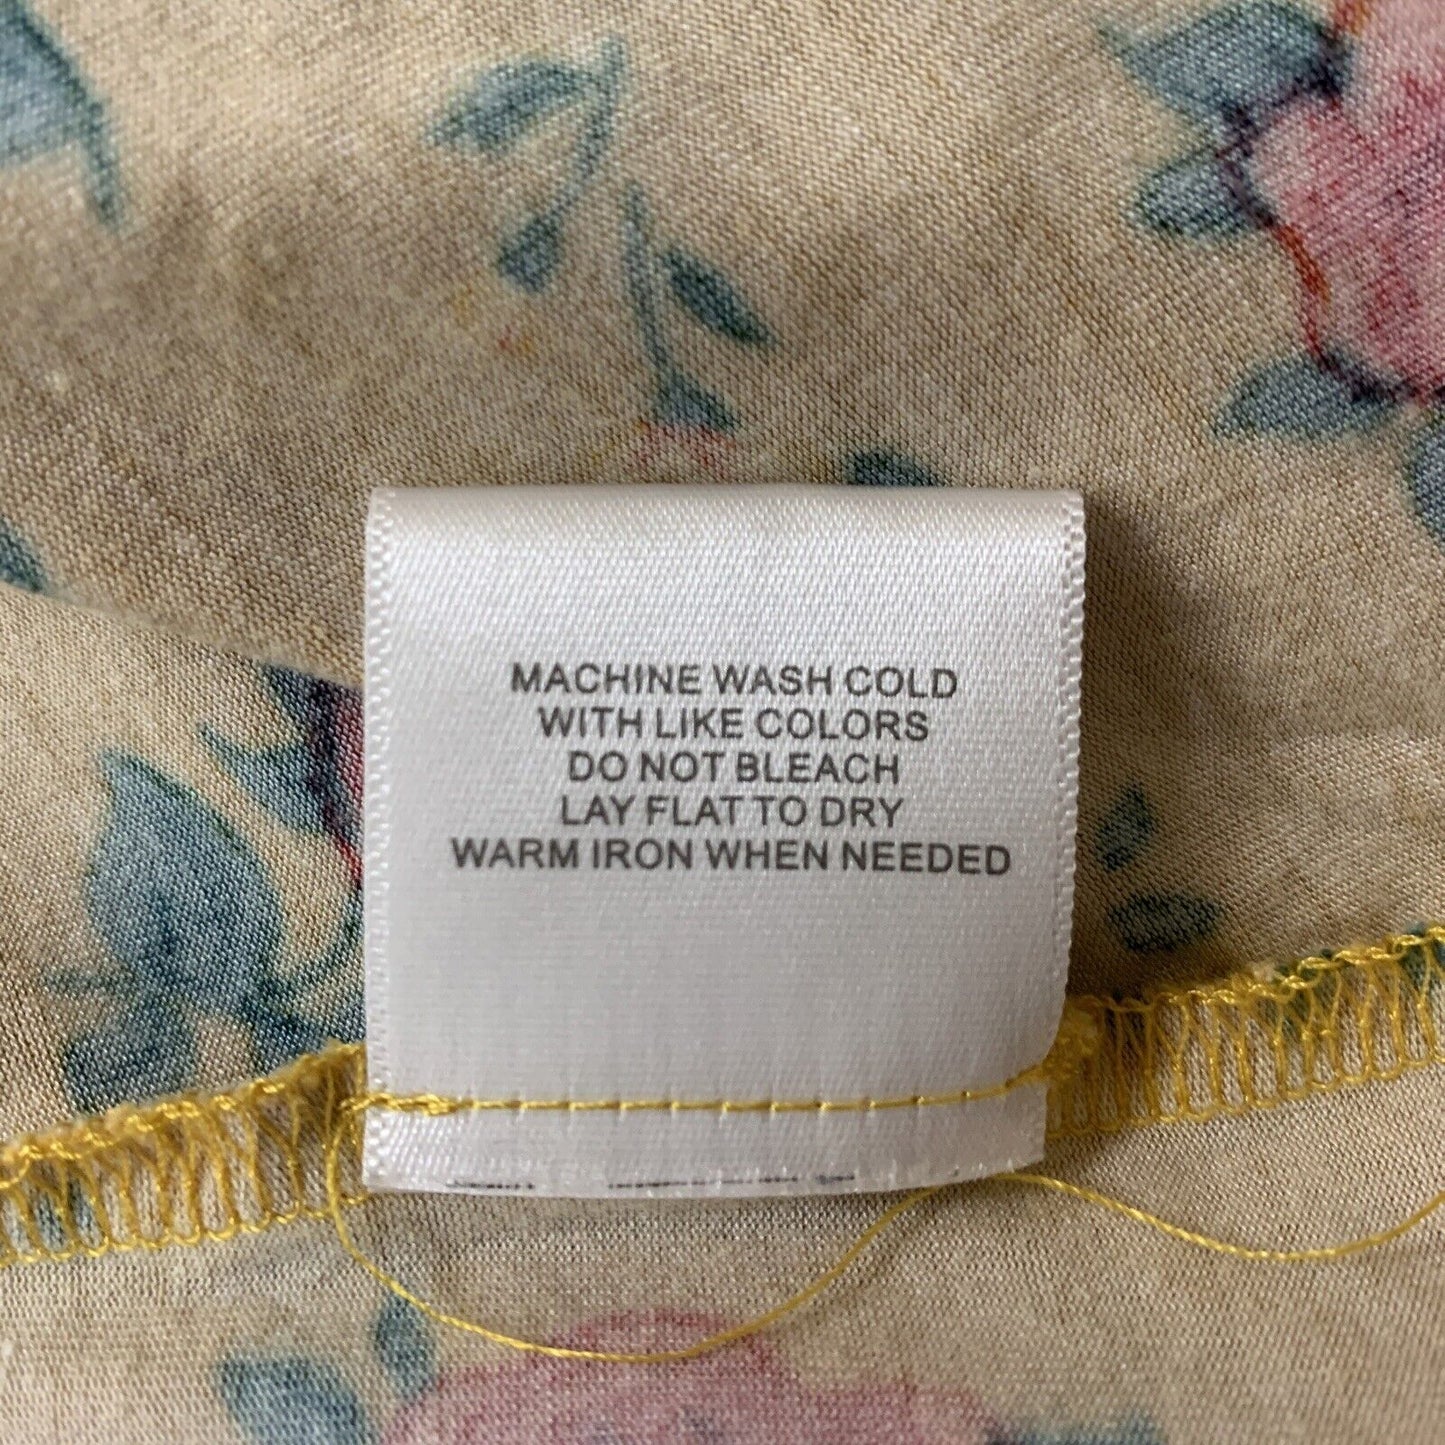 MACHINE WASH COLD
WITH LIKE COLORS
DO NOT BLEACH
LAY FLAT TO DRY
WARM IRON WHEN NEEDED